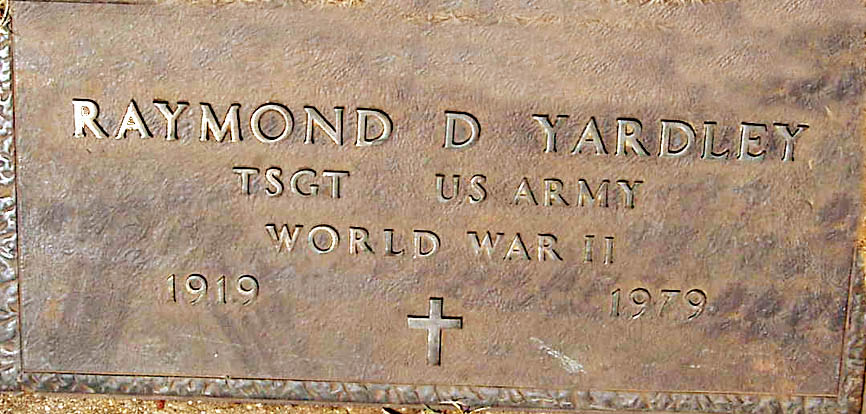 RAYMOND D YARDLEY
TSGT US ARMY
WORLD WAR II
1919 1979